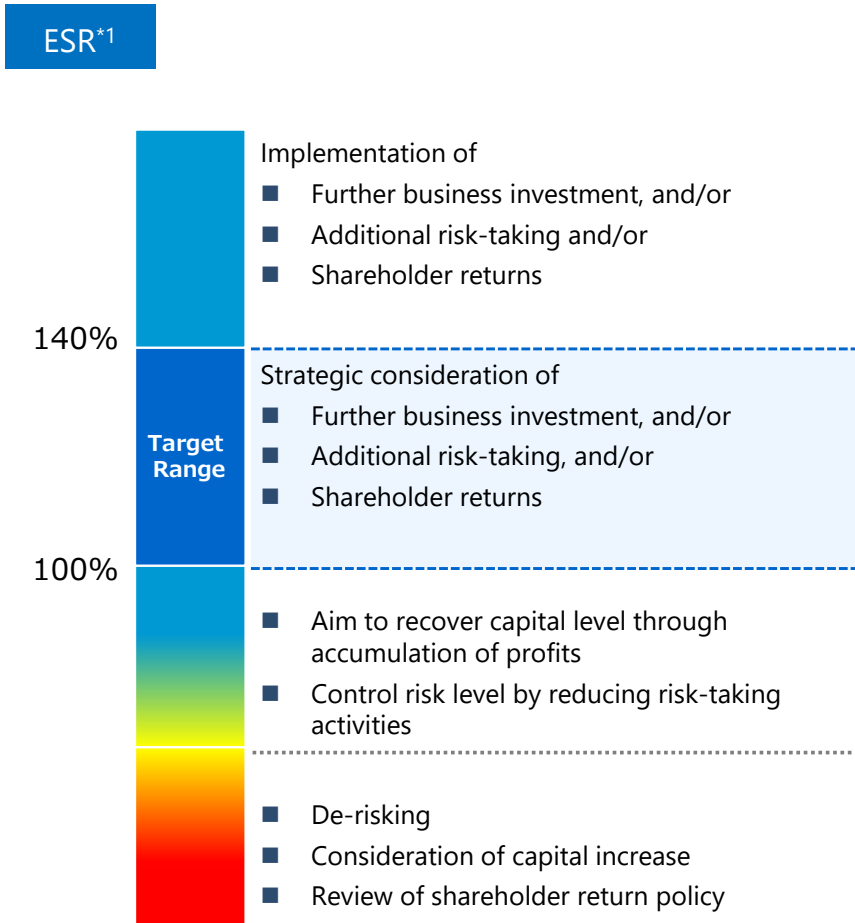 ESR*1
Implementation of
■ Further business investment, and/or
■ Additional risk-taking and/or
■ Shareholder returns
140%
Strategic consideration of
■ Further business investment, and/or
■ Additional risk-taking, and/or
■ Shareholder returns
Target
Range
100%
■ Aim to recover capital level through
accumulation of profits
■ Control risk level by reducing risk-taking
activities
■ De-risking
■ Consideration of capital increase
■ Review of shareholder return policy